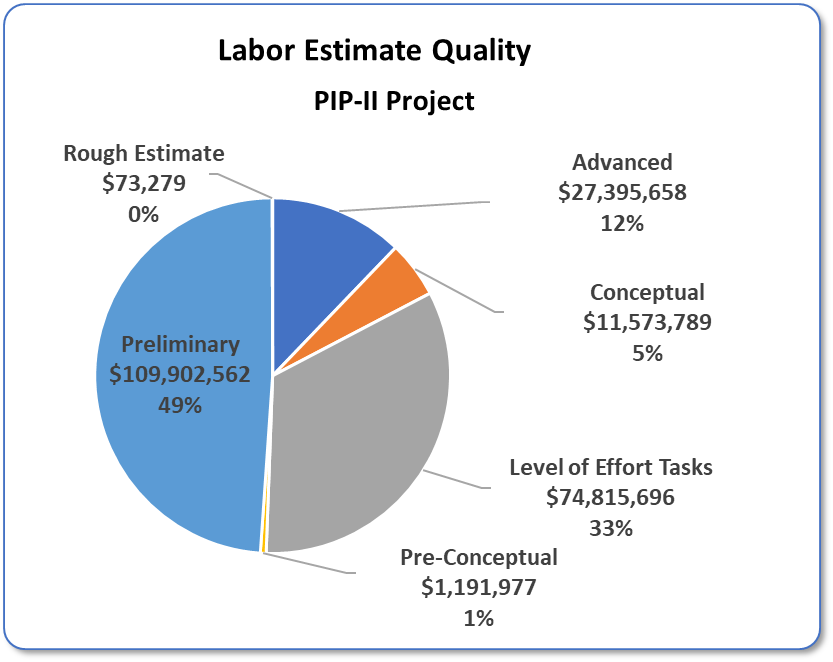 Labor Estimate Quality
PIP-II Project
Rough Estimate
$73,279
0%
Advanced
$27,395,658
12%
Conceptual
$11,573,789
5%
Preliminary
$109,902,562
49%
Level of Effort Tasks
$74,815,696
33%
Pre-Conceptual
$1,191,977
1%